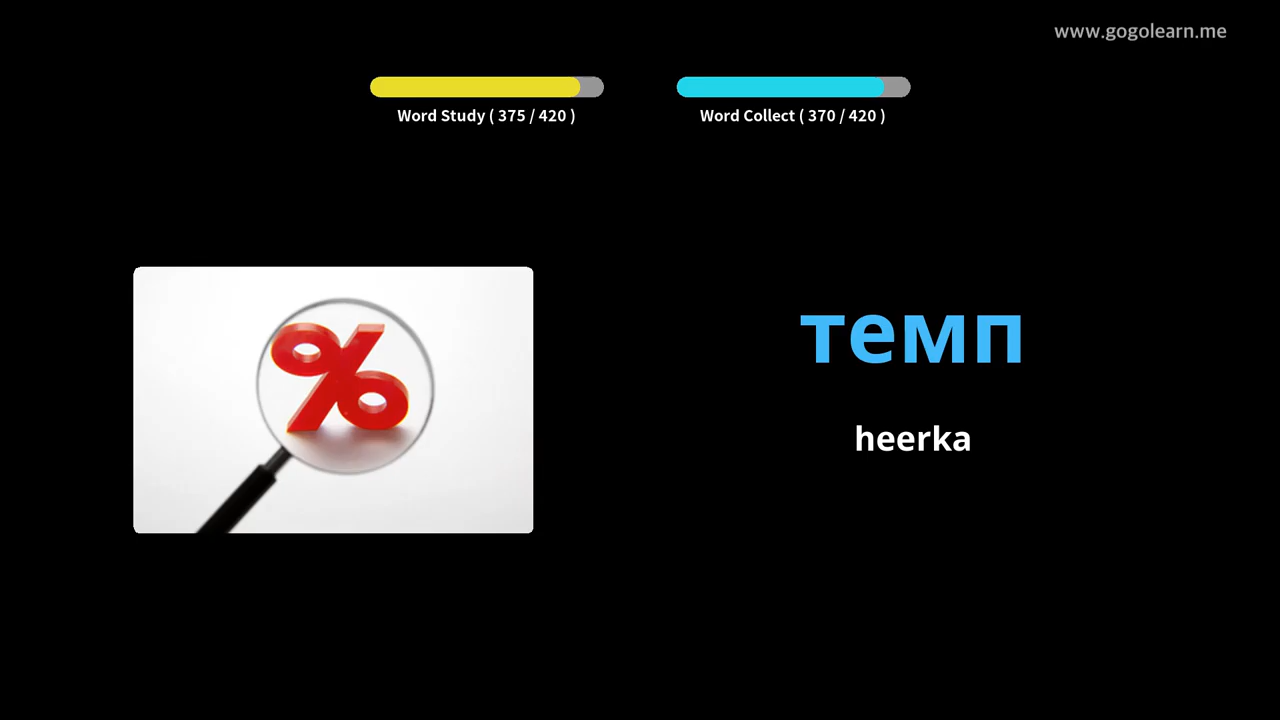 www.gogolearn.me
Word Study ( 375 / 420 )
Word Collect ( 370 / 420 )
%
темп
heerka